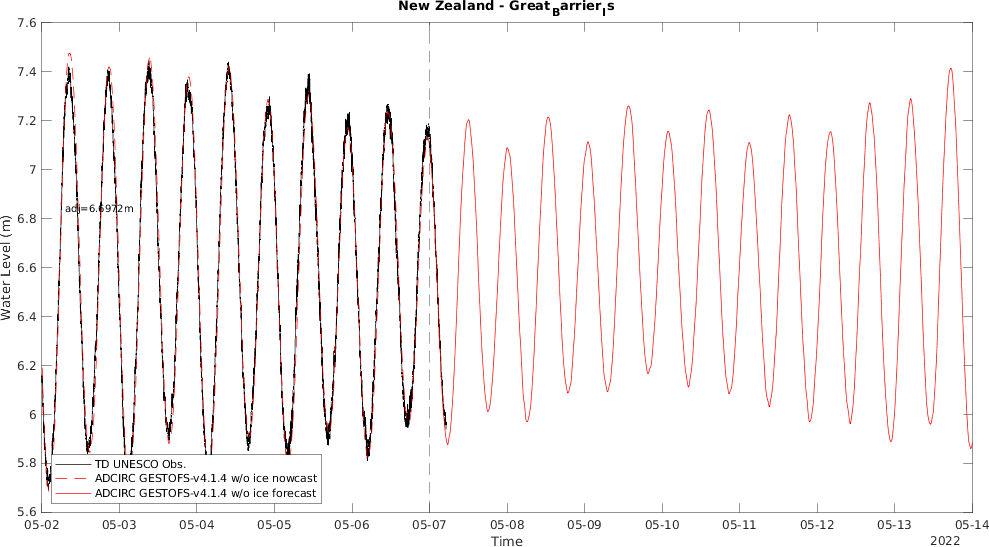 New Zealand - Great_Barrier_Is
7.6
7.4
7.2
7
6.8
6.6
6.4
6.2
6
5.8
5.6
Water Level (m)
adj=6.6972m
TD UNESCO Obs.
ADCIRC GESTOFS-v4.1.4 w/o ice nowcast
ADCIRC GESTOFS-v4.1.4 w/o ice forecast
05-02 05-03 05-04 05-05 05-06 05-07 05-08 05-09 05-10 05-11 05-12 05-13 05-14
Time
2022